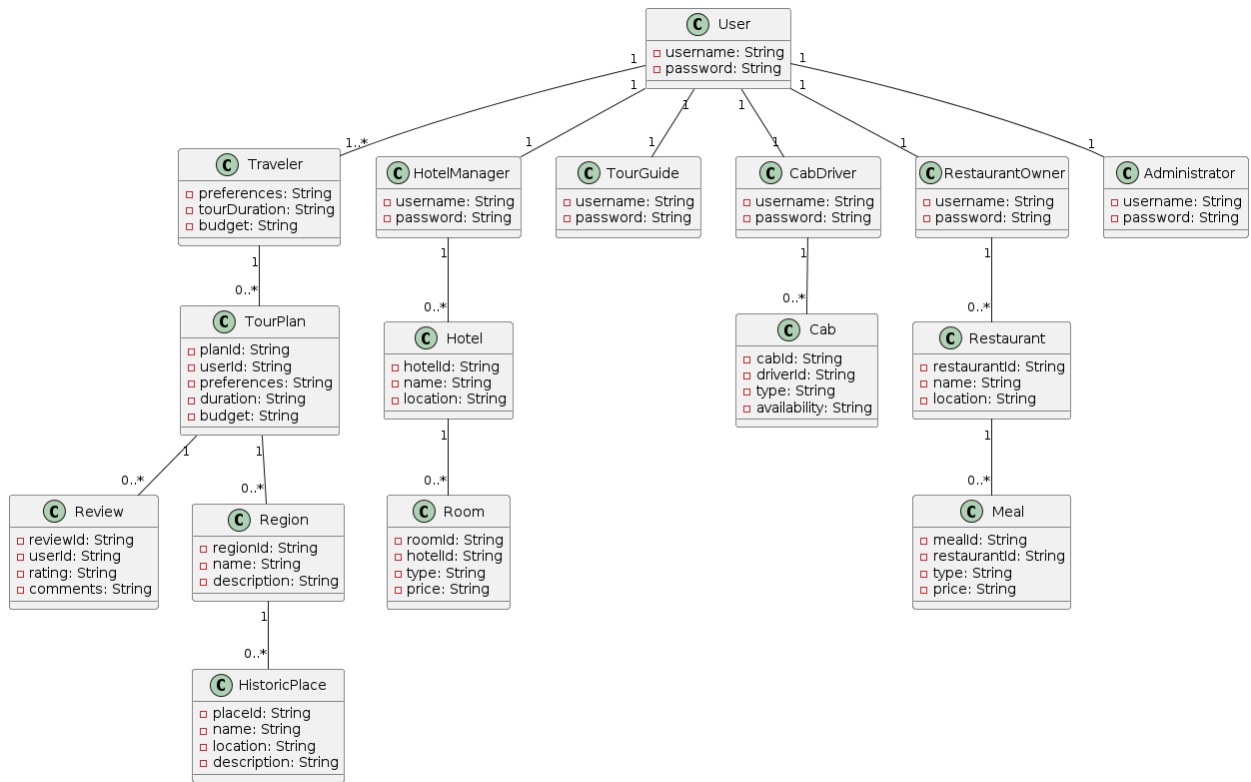 C User
username: String
password: String
1
1
1
1
1
1
1..*
1
1
1
1
1
C Traveler
preferences: String
tourDuration: String
budget: String
C HotelManager
username: String
password: String
C TourGuide
username: String
password: String
C CabDriver
username: String
password: String
C RestaurantOwner
username: String
password: String
C Administrator
username: String
password: String
1
0..*
1
0..*
1
0..*
1
0..*
C TourPlan
planId: String
userId: String
preferences: String
duration: String
budget: String
C Hotel
hotelId: String
name: String
location: String
C Cab
cabId: String
driverId: String
type: String
availability: String
C Restaurant
restaurantId: String
name: String
location: String
1
0..*
1
0..*
1
0..*
1
0..*
C Review
reviewId: String
userId: String
rating: String
comments: String
C Region
regionId: String
name: String
description: String
C Room
roomId: String
hotelId: String
type: String
price: String
C Meal
mealId: String
restaurantId: String
type: String
price: String
1
0..*
C HistoricPlace
placeId: String
name: String
location: String
description: String